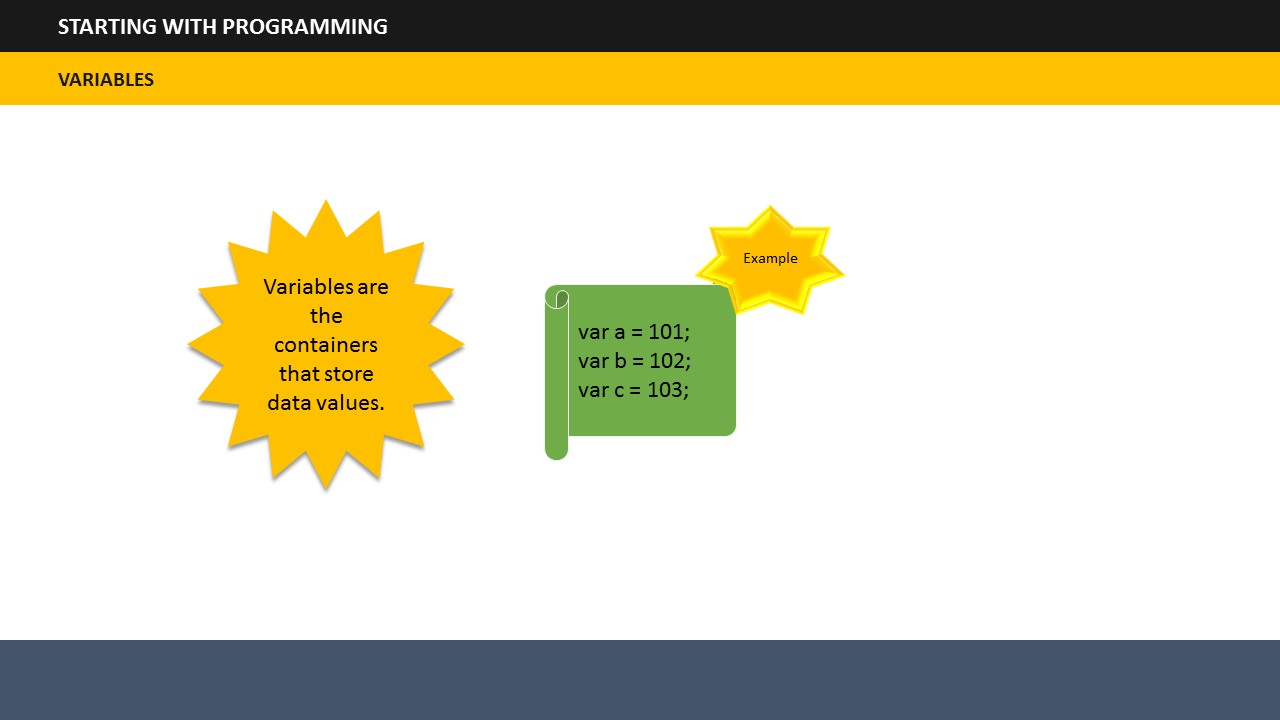 STARTING WITH PROGRAMMING
VARIABLES
Variables are
the
containers
that store
data values.
Example
var a = 101;
var b = 102;
var c = 103;